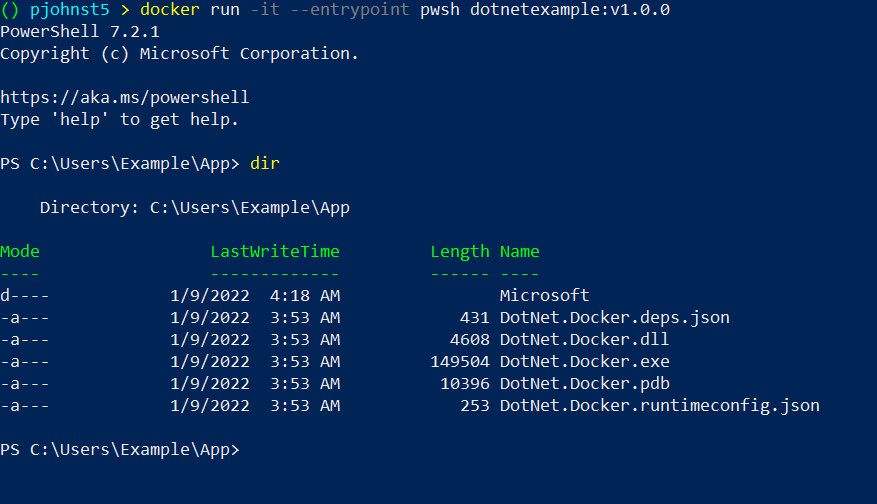 () pjohnst5 > docker run -it --entrypoint pwsh dotnetexample:v1.0.0
PowerShell 7.2.1
Copyright (c) Microsoft Corporation.

https://aka.ms/powershell
Type 'help' to get help.

PS C:\Users\Example\App> dir

    Directory: C:\Users\Example\App

Mode                 LastWriteTime         Length Name
----                 -------------         ------ ----
d----            1/9/2022  4:18 AM                Microsoft
-a---            1/9/2022  3:53 AM            431 DotNet.Docker.deps.json
-a---            1/9/2022  3:53 AM           4608 DotNet.Docker.dll
-a---            1/9/2022  3:53 AM         149504 DotNet.Docker.exe
-a---            1/9/2022  3:53 AM          10396 DotNet.Docker.pdb
-a---            1/9/2022  3:53 AM            253 DotNet.Docker.runtimeconfig.json

PS C:\Users\Example\App>